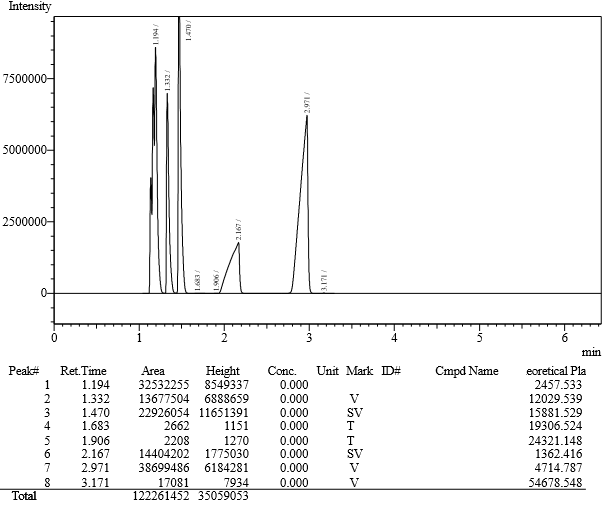 Intensity
1.194 /
1.332 /
1.470 /
1.683 /
1.906 /
2.167 /
2.971 /
3.171 /
7500000
5000000
2500000
0
0 1 2 3 4 5 6
min
Peak# Ret.Time Area Height Conc. Unit Mark ID# Cmpd Name eoretical Pla
1 1.194 32532255 8549337 0.000 2457.533
2 1.332 13677504 6888659 0.000 V 12029.539
3 1.470 22926054 11651391 0.000 SV 15881.529
4 1.683 2662 1151 0.000 T 19306.524
5 1.906 2208 1270 0.000 T 24321.148
6 2.167 14404202 1775030 0.000 SV 1362.416
7 2.971 38699486 6184281 0.000 V 4714.787
8 3.171 17081 7934 0.000 V 54678.548
Total 122261452 35059053